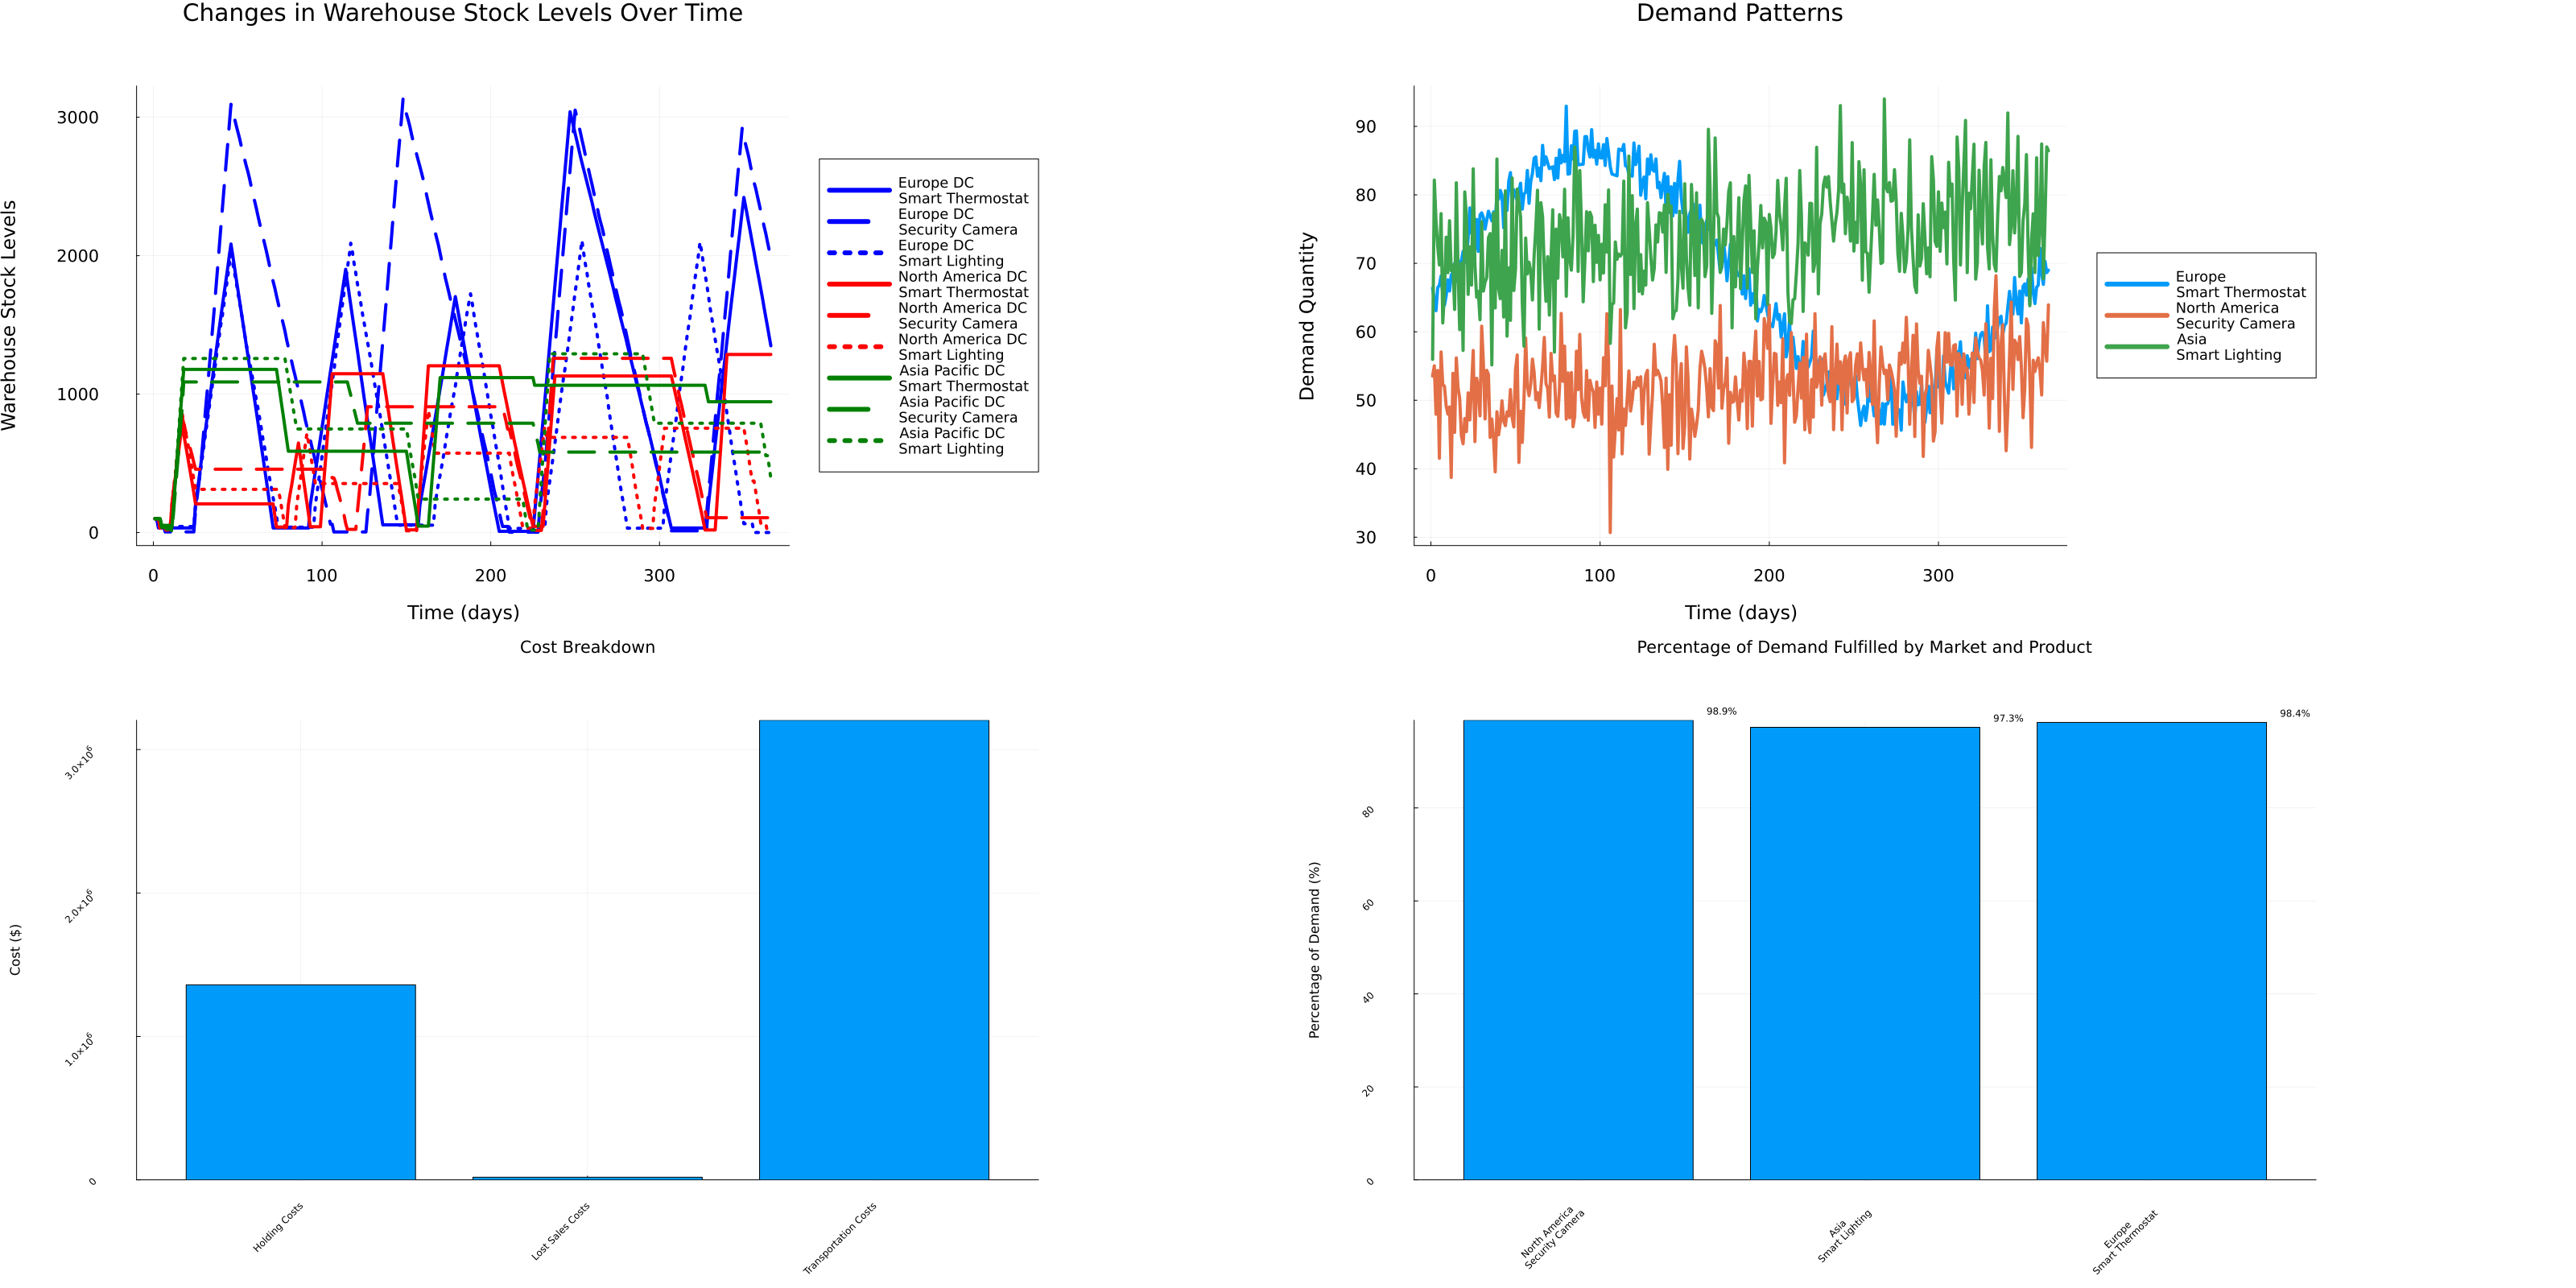 Changes in Warehouse Stock Levels Over Time
Warehouse Stock Levels
3000
2000
1000
0
0 100 200 300
Time (days)
Europe DC
Smart Thermostat
Europe DC
Security Camera
Europe DC
Smart Lighting
North America DC
Smart Thermostat
North America DC
Security Camera
North America DC
Smart Lighting
Asia Pacific DC
Smart Thermostat
Asia Pacific DC
Security Camera
Asia Pacific DC
Smart Lighting
Demand Patterns
Demand Quantity
90
80
70
60
50
40
30
0 100 200 300
Time (days)
Europe
Smart Thermostat
North America
Security Camera
Asia
Smart Lighting
Cost Breakdown
Cost ($)
3.0×10⁶
2.0×10⁶
1.0×10⁶
0
Holding Costs
Lost Sales Costs
Transportation Costs
Percentage of Demand Fulfilled by Market and Product
Percentage of Demand (%)
98.9%
97.3%
98.4%
80
60
40
20
0
North America
Security Camera
Asia
Smart Lighting
Europe
Smart Thermostat